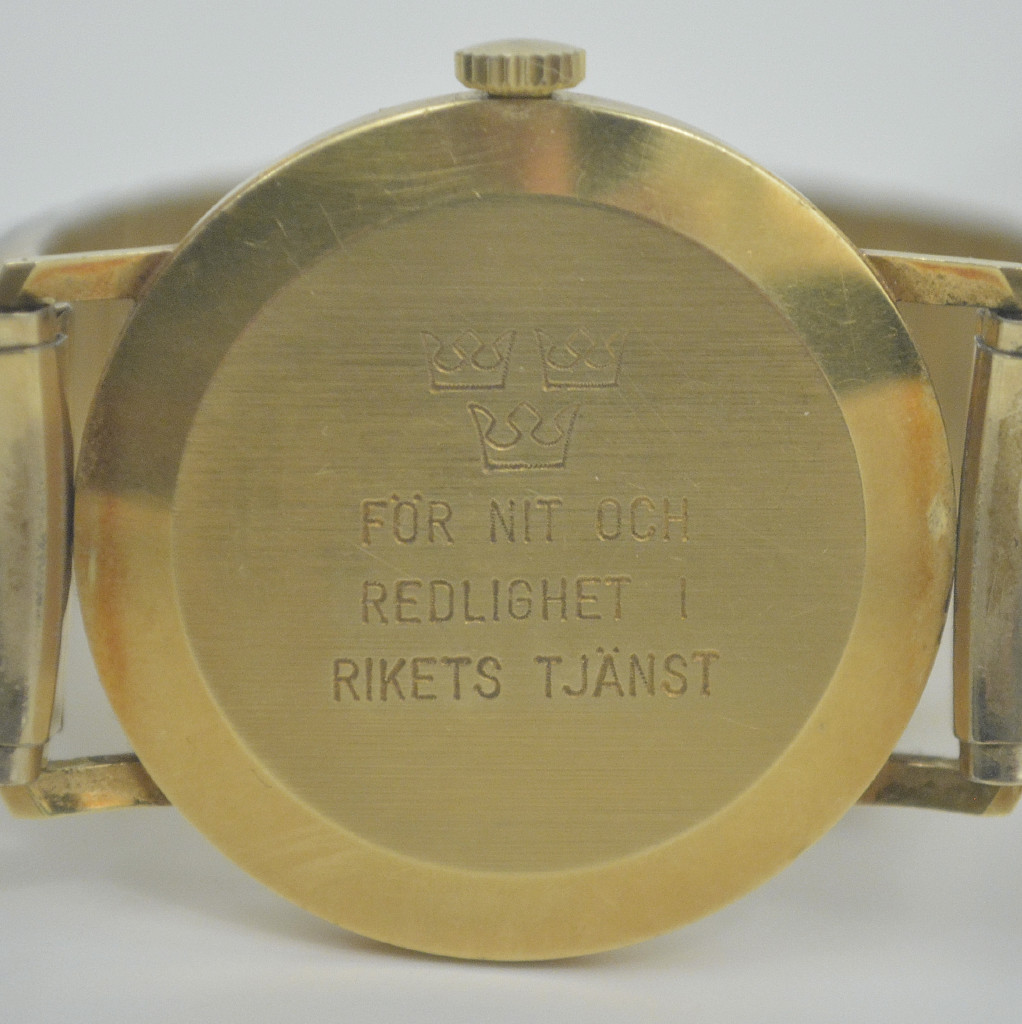 FÖR NIT OCH
REDLIGHET I
RIKETS TJÄNST